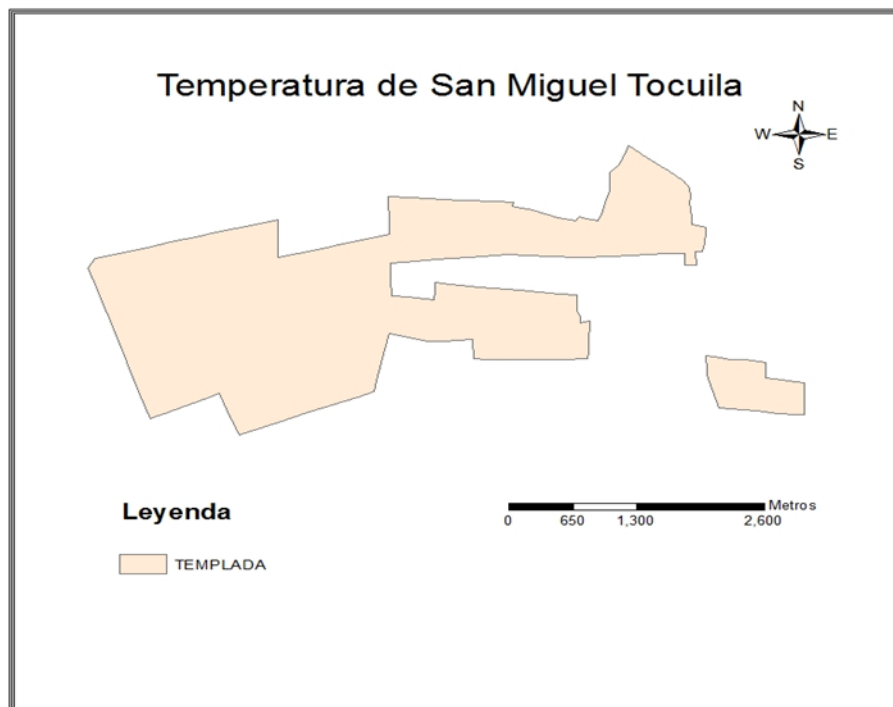 Temperatura de San Miguel Tocuila
N
W E
S
Leyenda
Metros
0 650 1,300 2,600
TEMPLADA